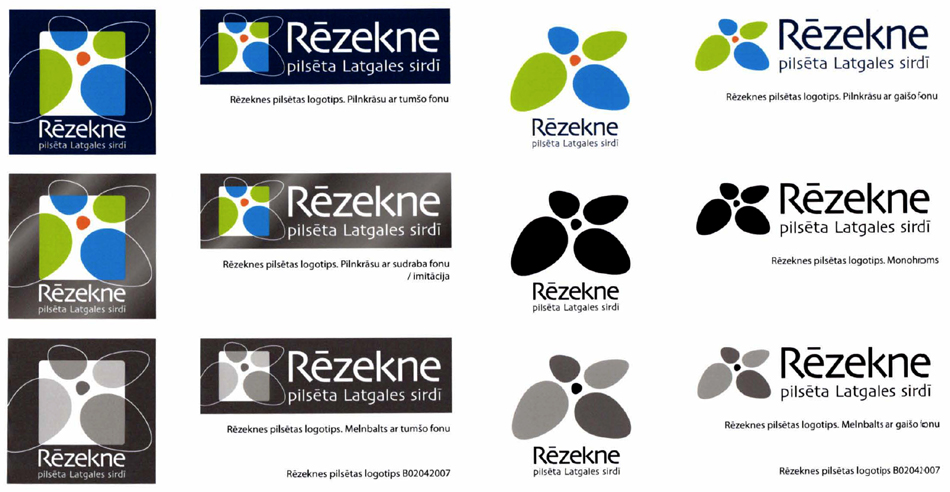 Rēzekne
pilsēta Latgales sirdī
Rēzekne
pilsēta Latgales sirdī
Rēzeknes pilsētas logotips. Pilnkrāsu ar tumšo fonu
Rēzekne
pilsēta Latgales sirdī
Rēzekne
pilsēta Latgales sirdī
Rēzeknes pilsētas logotips. Pilnkrāsu ar gaišo fonu
Rēzekne
pilsēta Latgales sirdī
Rēzekne
pilsēta Latgales sirdī
Rēzeknes pilsētas logotips. Pilnkrāsu ar sudraba fonu
/ imitācija
Rēzekne
pilsēta Latgales sirdī
Rēzekne
pilsēta Latgales sirdī
Rēzeknes pilsētas logotips. Monohroms
Rēzekne
pilsēta Latgales sirdī
Rēzekne
pilsēta Latgales sirdī
Rēzeknes pilsētas logotips. Melnbalts ar tumšo fonu
Rēzeknes pilsētas logotips B02042007
Rēzekne
pilsēta Latgales sirdī
Rēzekne
pilsēta Latgales sirdī
Rēzeknes pilsētas logotips. Melnbalts ar gaišo fonu
Rēzeknes pilsētas logotips B02042007